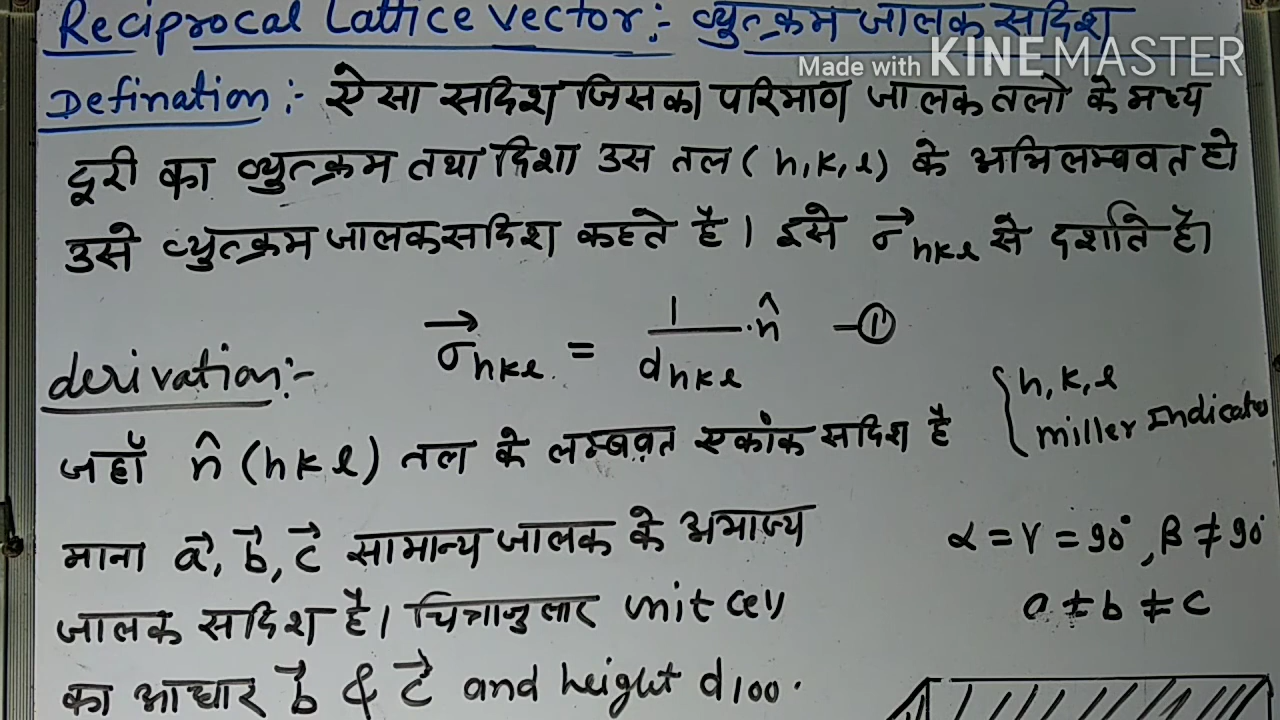 Reciprocal Lattice vector:- व्युत्क्रम जालक सदिश
Made with KINEMASTER
Defination:- ऐसा सदिश जिसका परिमाण जालक तलो के मध्य
दूरी का व्युत्क्रम तथा दिशा उस तल (h,k,l) के अभिलम्बवत हो
उसे व्युत्क्रम जालक सदिश कहते है। इसे σ⃗hkl से दर्शाते है।
σ⃗hkl = 1/dhkl · n̂ —①
derivation:-
{ h,k,l
miller Indicates
जहाँ n̂ (hkl) तल के लम्बवत एकांक सदिश है
माना a⃗, b⃗, c⃗ सामान्य जालक के अभाज्य
α = γ = 90°, β ≠ 90°
जालक सदिश है। चित्रानुसार unit cell
a ≠ b ≠ c
का आधार b⃗ & c⃗ and height d100.